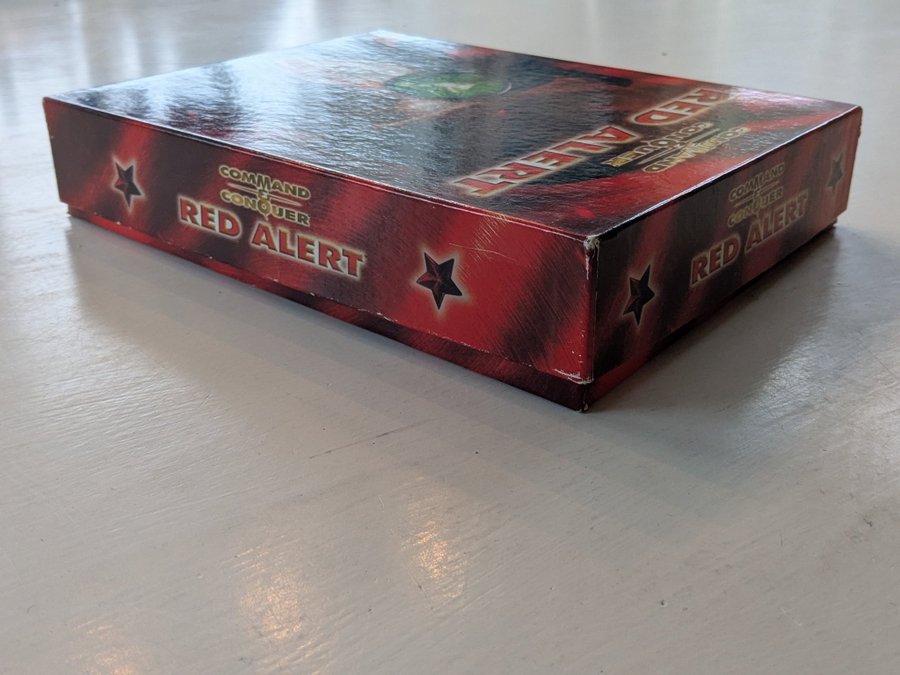 COMMAND
&
CONQUER
RED ALERT
COMMAND
&
CONQUER
RED ALERT
COMMAND
&
CONQUER
RED ALERT